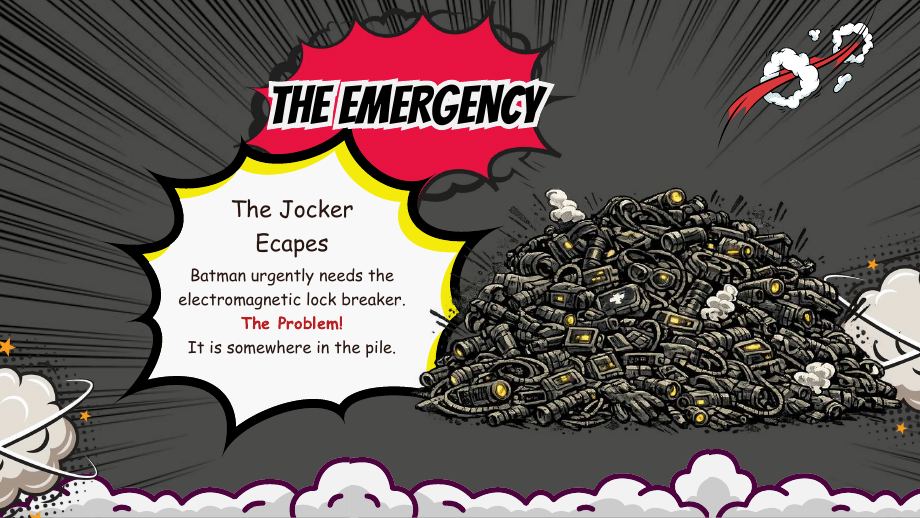 THE EMERGENCY
The Jocker
Ecapes
Batman urgently needs the
electromagnetic lock breaker.
The Problem!
It is somewhere in the pile.